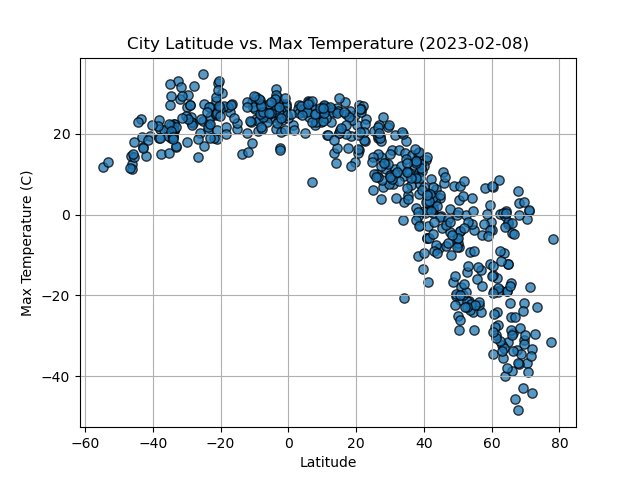 City Latitude vs. Max Temperature (2023-02-08)
Max Temperature (C)
20
0
−20
−40
−60 −40 −20 0 20 40 60 80
Latitude